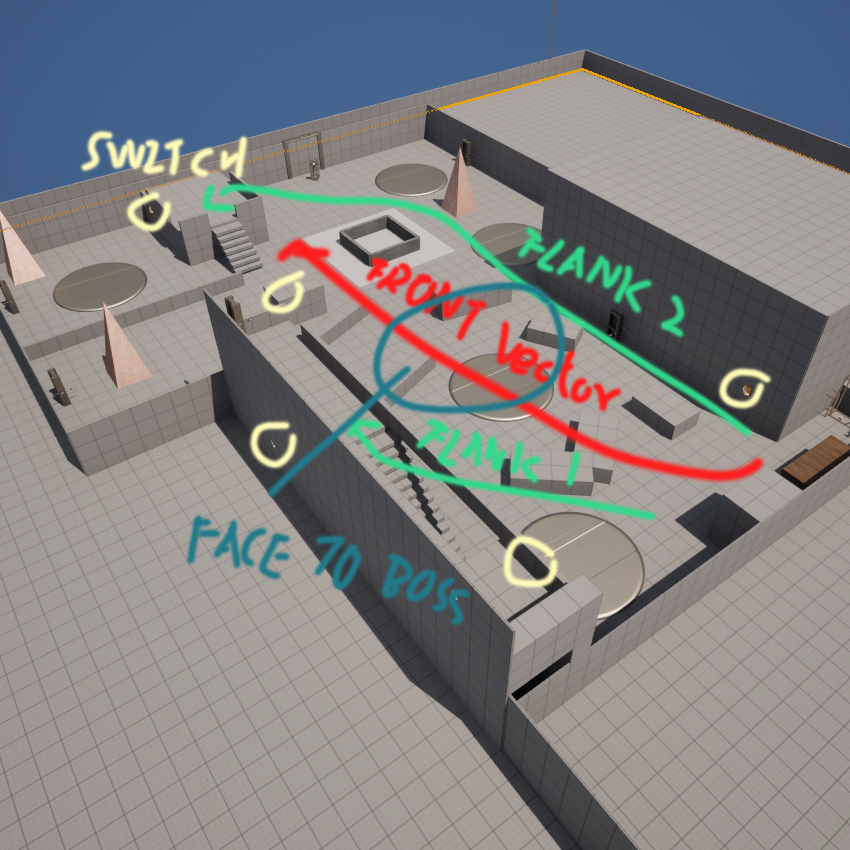 SWITCH
FLANK 2
FRONT Vector
FLANK 1
FACE TO BOSS